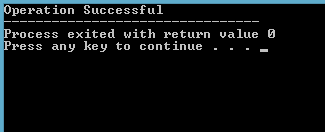 Operation Successful
--------------------------------
Process exited with return value 0
Press any key to continue . . . _